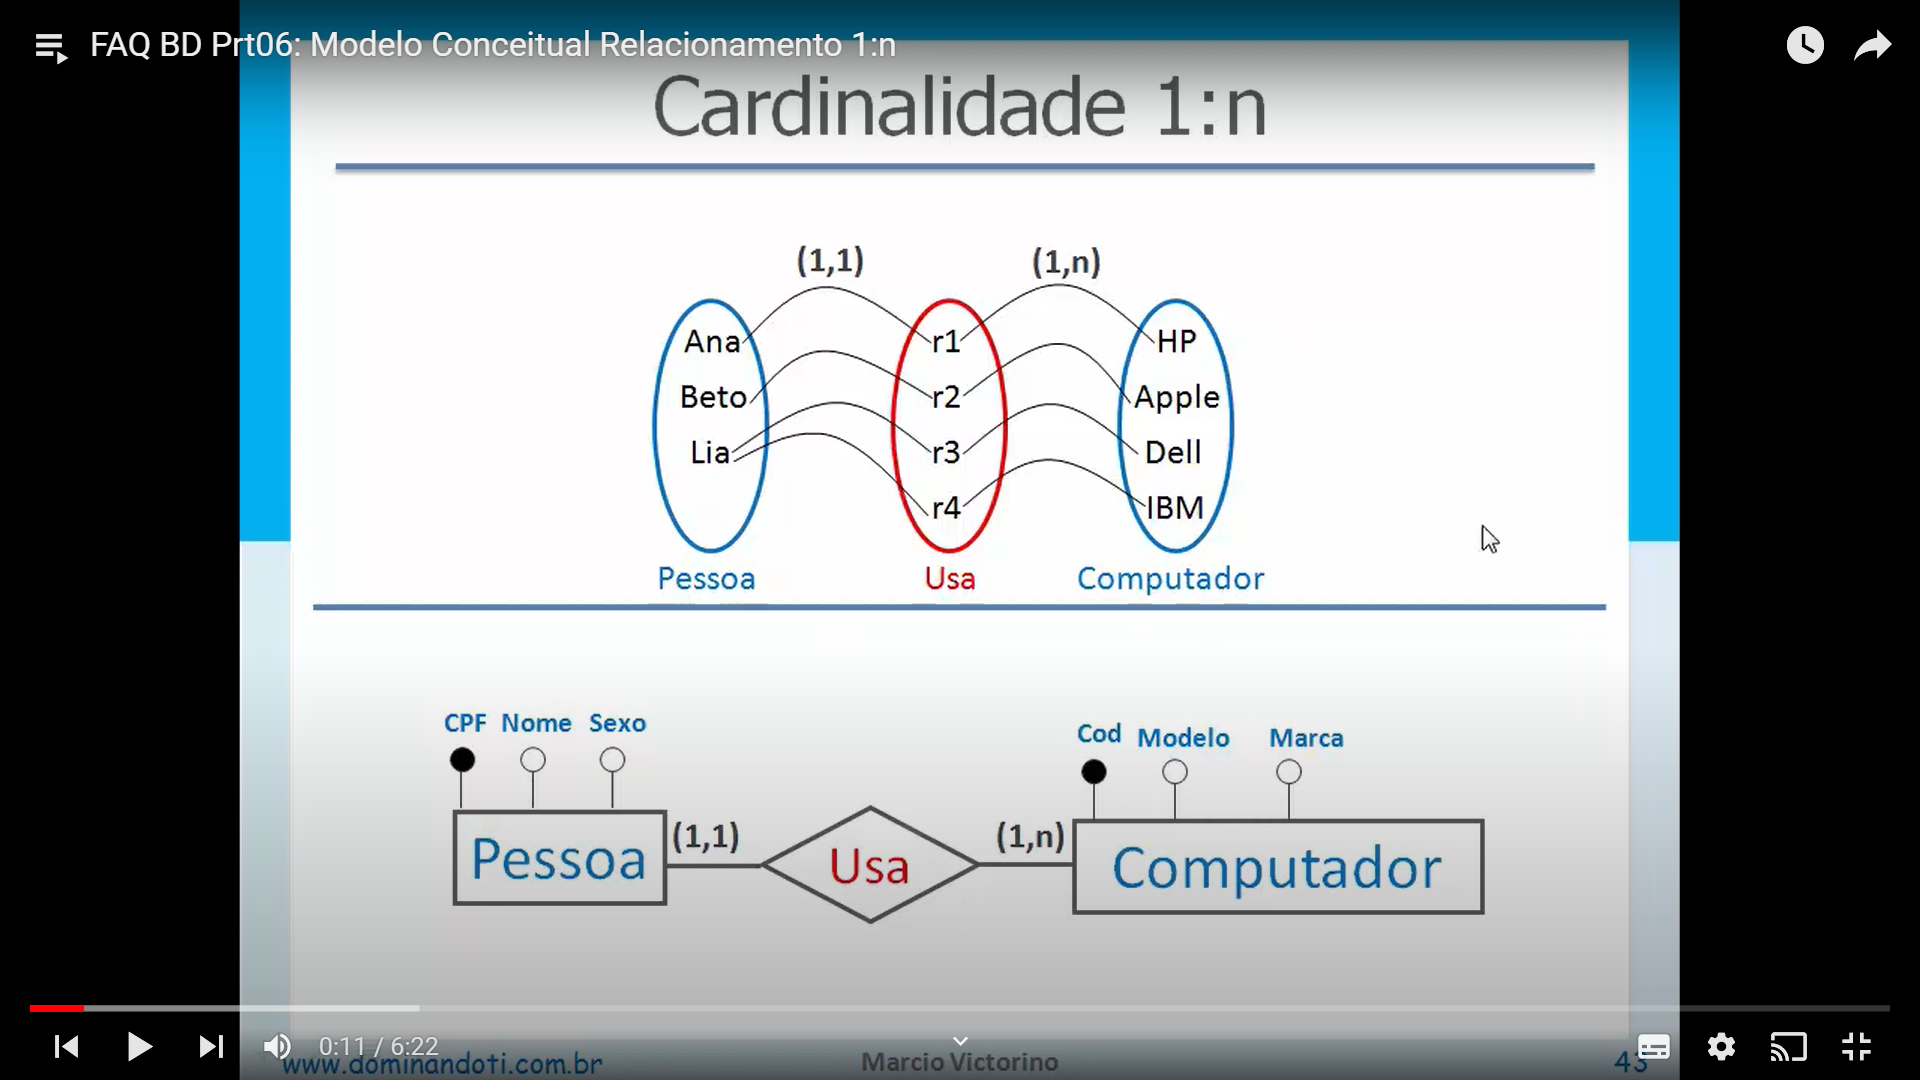 FAQ BD Prt06: Modelo Conceitual Relacionamento 1:n
Cardinalidade 1:n
(1,1) (1,n)
Ana r1 HP
Beto r2 Apple
Lia r3 Dell
r4 IBM
Pessoa Usa Computador
CPF Nome Sexo
Cod Modelo Marca
Pessoa (1,1) Usa (1,n) Computador
0:11 / 6:22
www.dominandoti.com.br Marcio Victorino 43